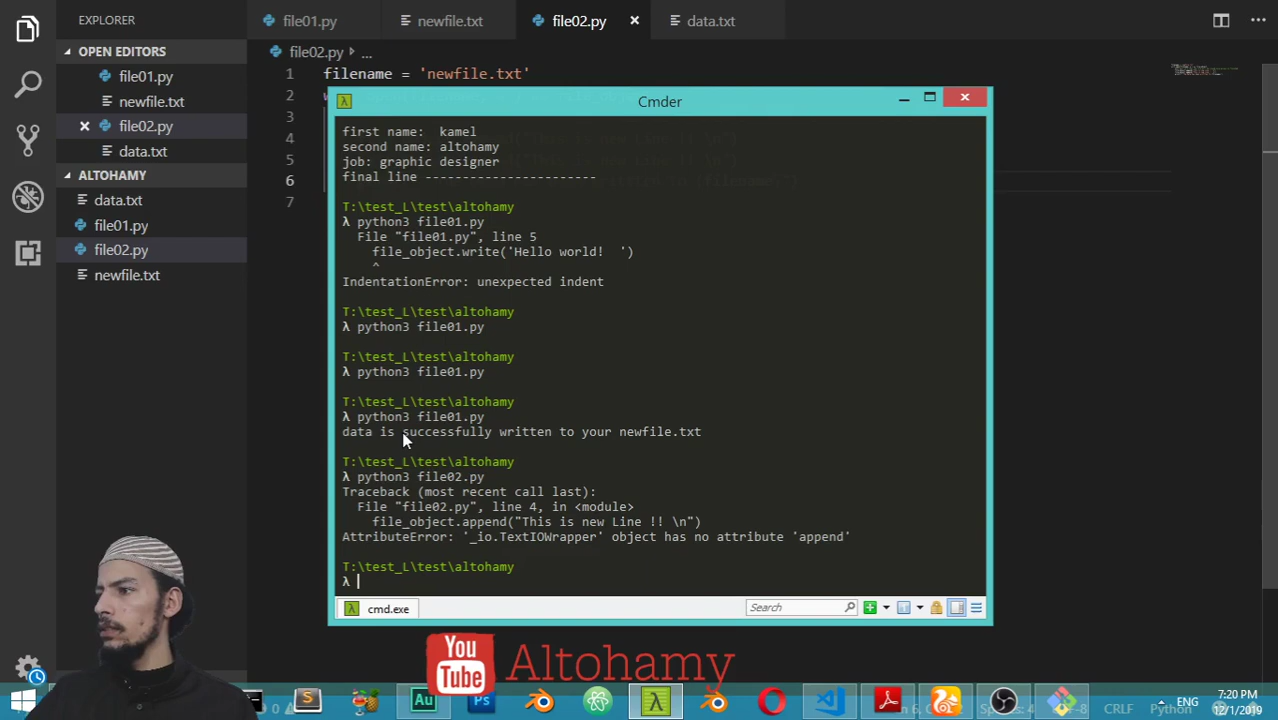 EXPLORER
file01.py
newfile.txt
file02.py
data.txt
OPEN EDITORS
file01.py
newfile.txt
file02.py
data.txt
ALTOHAMY
data.txt
file01.py
file02.py
newfile.txt
file02.py
...
1
filename = 'newfile.txt'
2
4
5
6
7
Cmder
first name:  kamel
second name: altohamy
job: graphic designer
final line -----------------------
T:\test_L\test\altohamy
λ python3 file01.py
File "file01.py", line 5
file_object.write('Hello world!  ')
^
IndentationError: unexpected indent
T:\test_L\test\altohamy
λ python3 file01.py
T:\test_L\test\altohamy
λ python3 file01.py
T:\test_L\test\altohamy
λ python3 file01.py
data is successfully written to your newfile.txt
T:\test_L\test\altohamy
λ python3 file02.py
Traceback (most recent call last):
File "file02.py", line 4, in <module>
file_object.append("This is new Line !! \n")
AttributeError: '_io.TextIOWrapper' object has no attribute 'append'
T:\test_L\test\altohamy
λ
cmd.exe
Search
You
Tube
Altohamy
Au
Ps
ENG
7:20 PM
12/1/2019
CRLF
Python